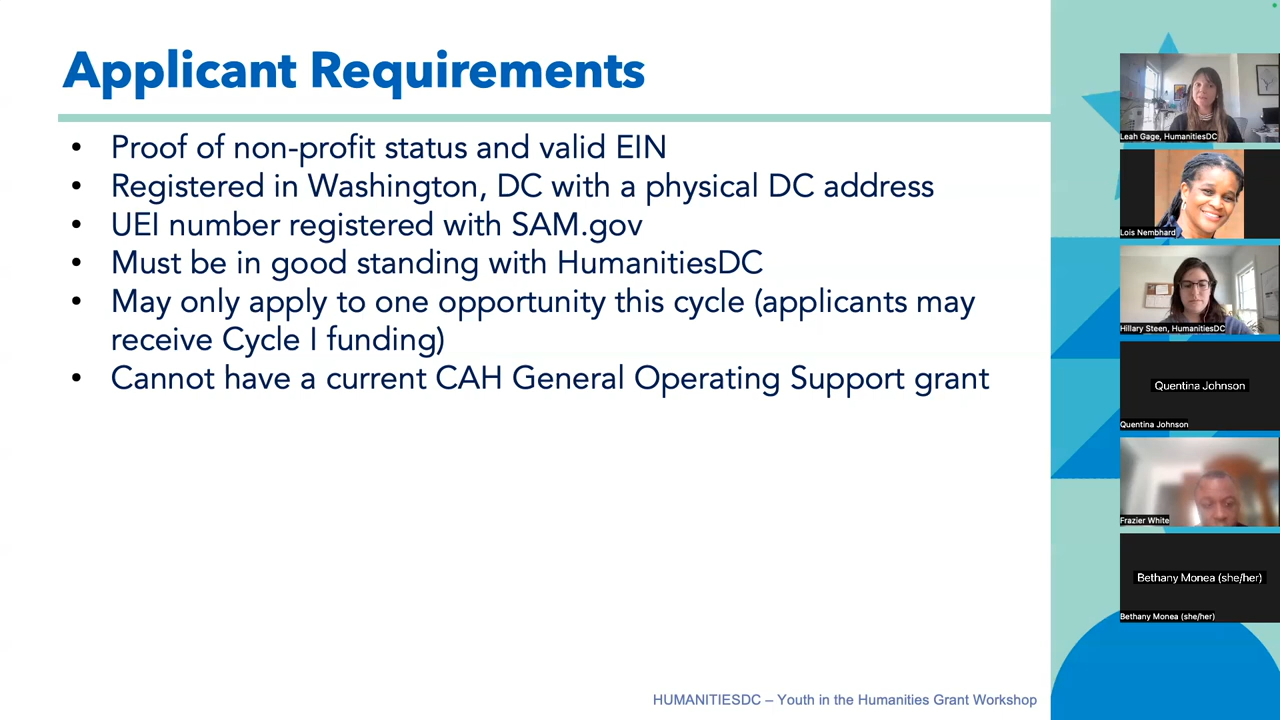 Applicant Requirements
• Proof of non-profit status and valid EIN
• Registered in Washington, DC with a physical DC address
• UEI number registered with SAM.gov
• Must be in good standing with HumanitiesDC
• May only apply to one opportunity this cycle (applicants may
receive Cycle I funding)
• Cannot have a current CAH General Operating Support grant
HUMANITIESDC – Youth in the Humanities Grant Workshop
Leah Gage, HumanitiesDC
Lois Nembhard
Hillary Steen, HumanitiesDC
Quentina Johnson
Quentina Johnson
Frazier White
Bethany Monea (she/her)
Bethany Monea (she/her)